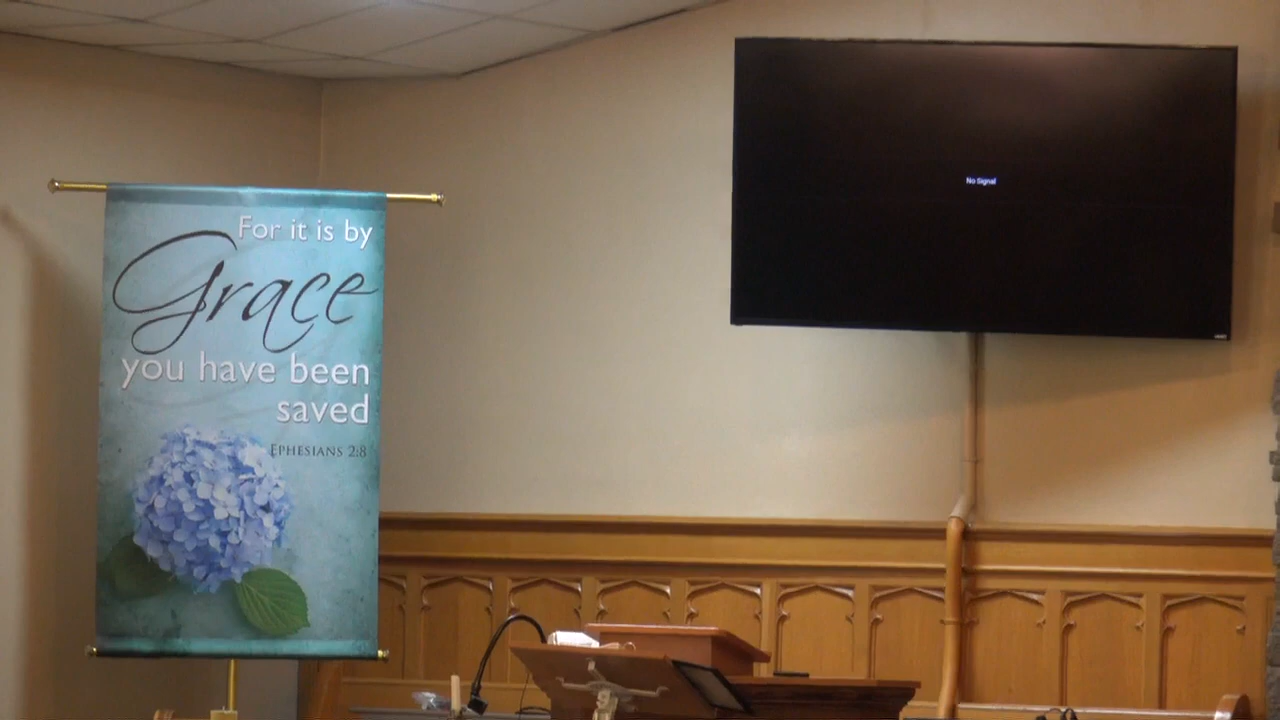 For it is by
Grace
you have been
saved
EPHESIANS 2:8
No Signal